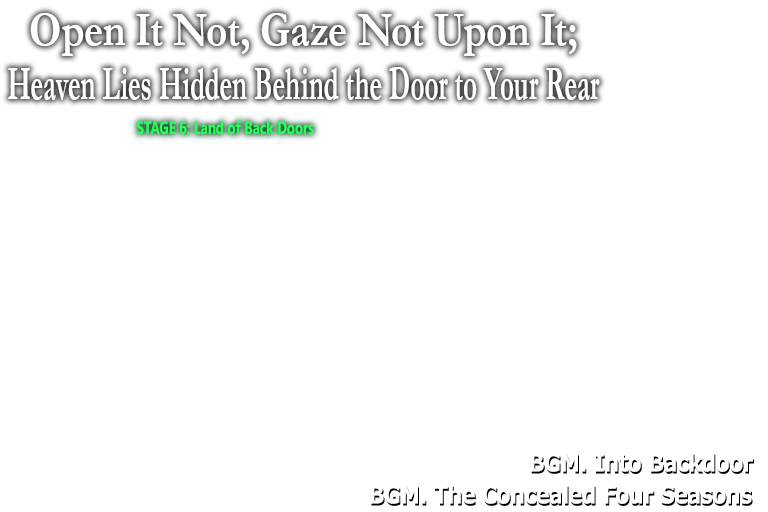 Open It Not, Gaze Not Upon It;
Heaven Lies Hidden Behind the Door to Your Rear
STAGE 6: Land of Back Doors
BGM. Into Backdoor
BGM. The Concealed Four Seasons